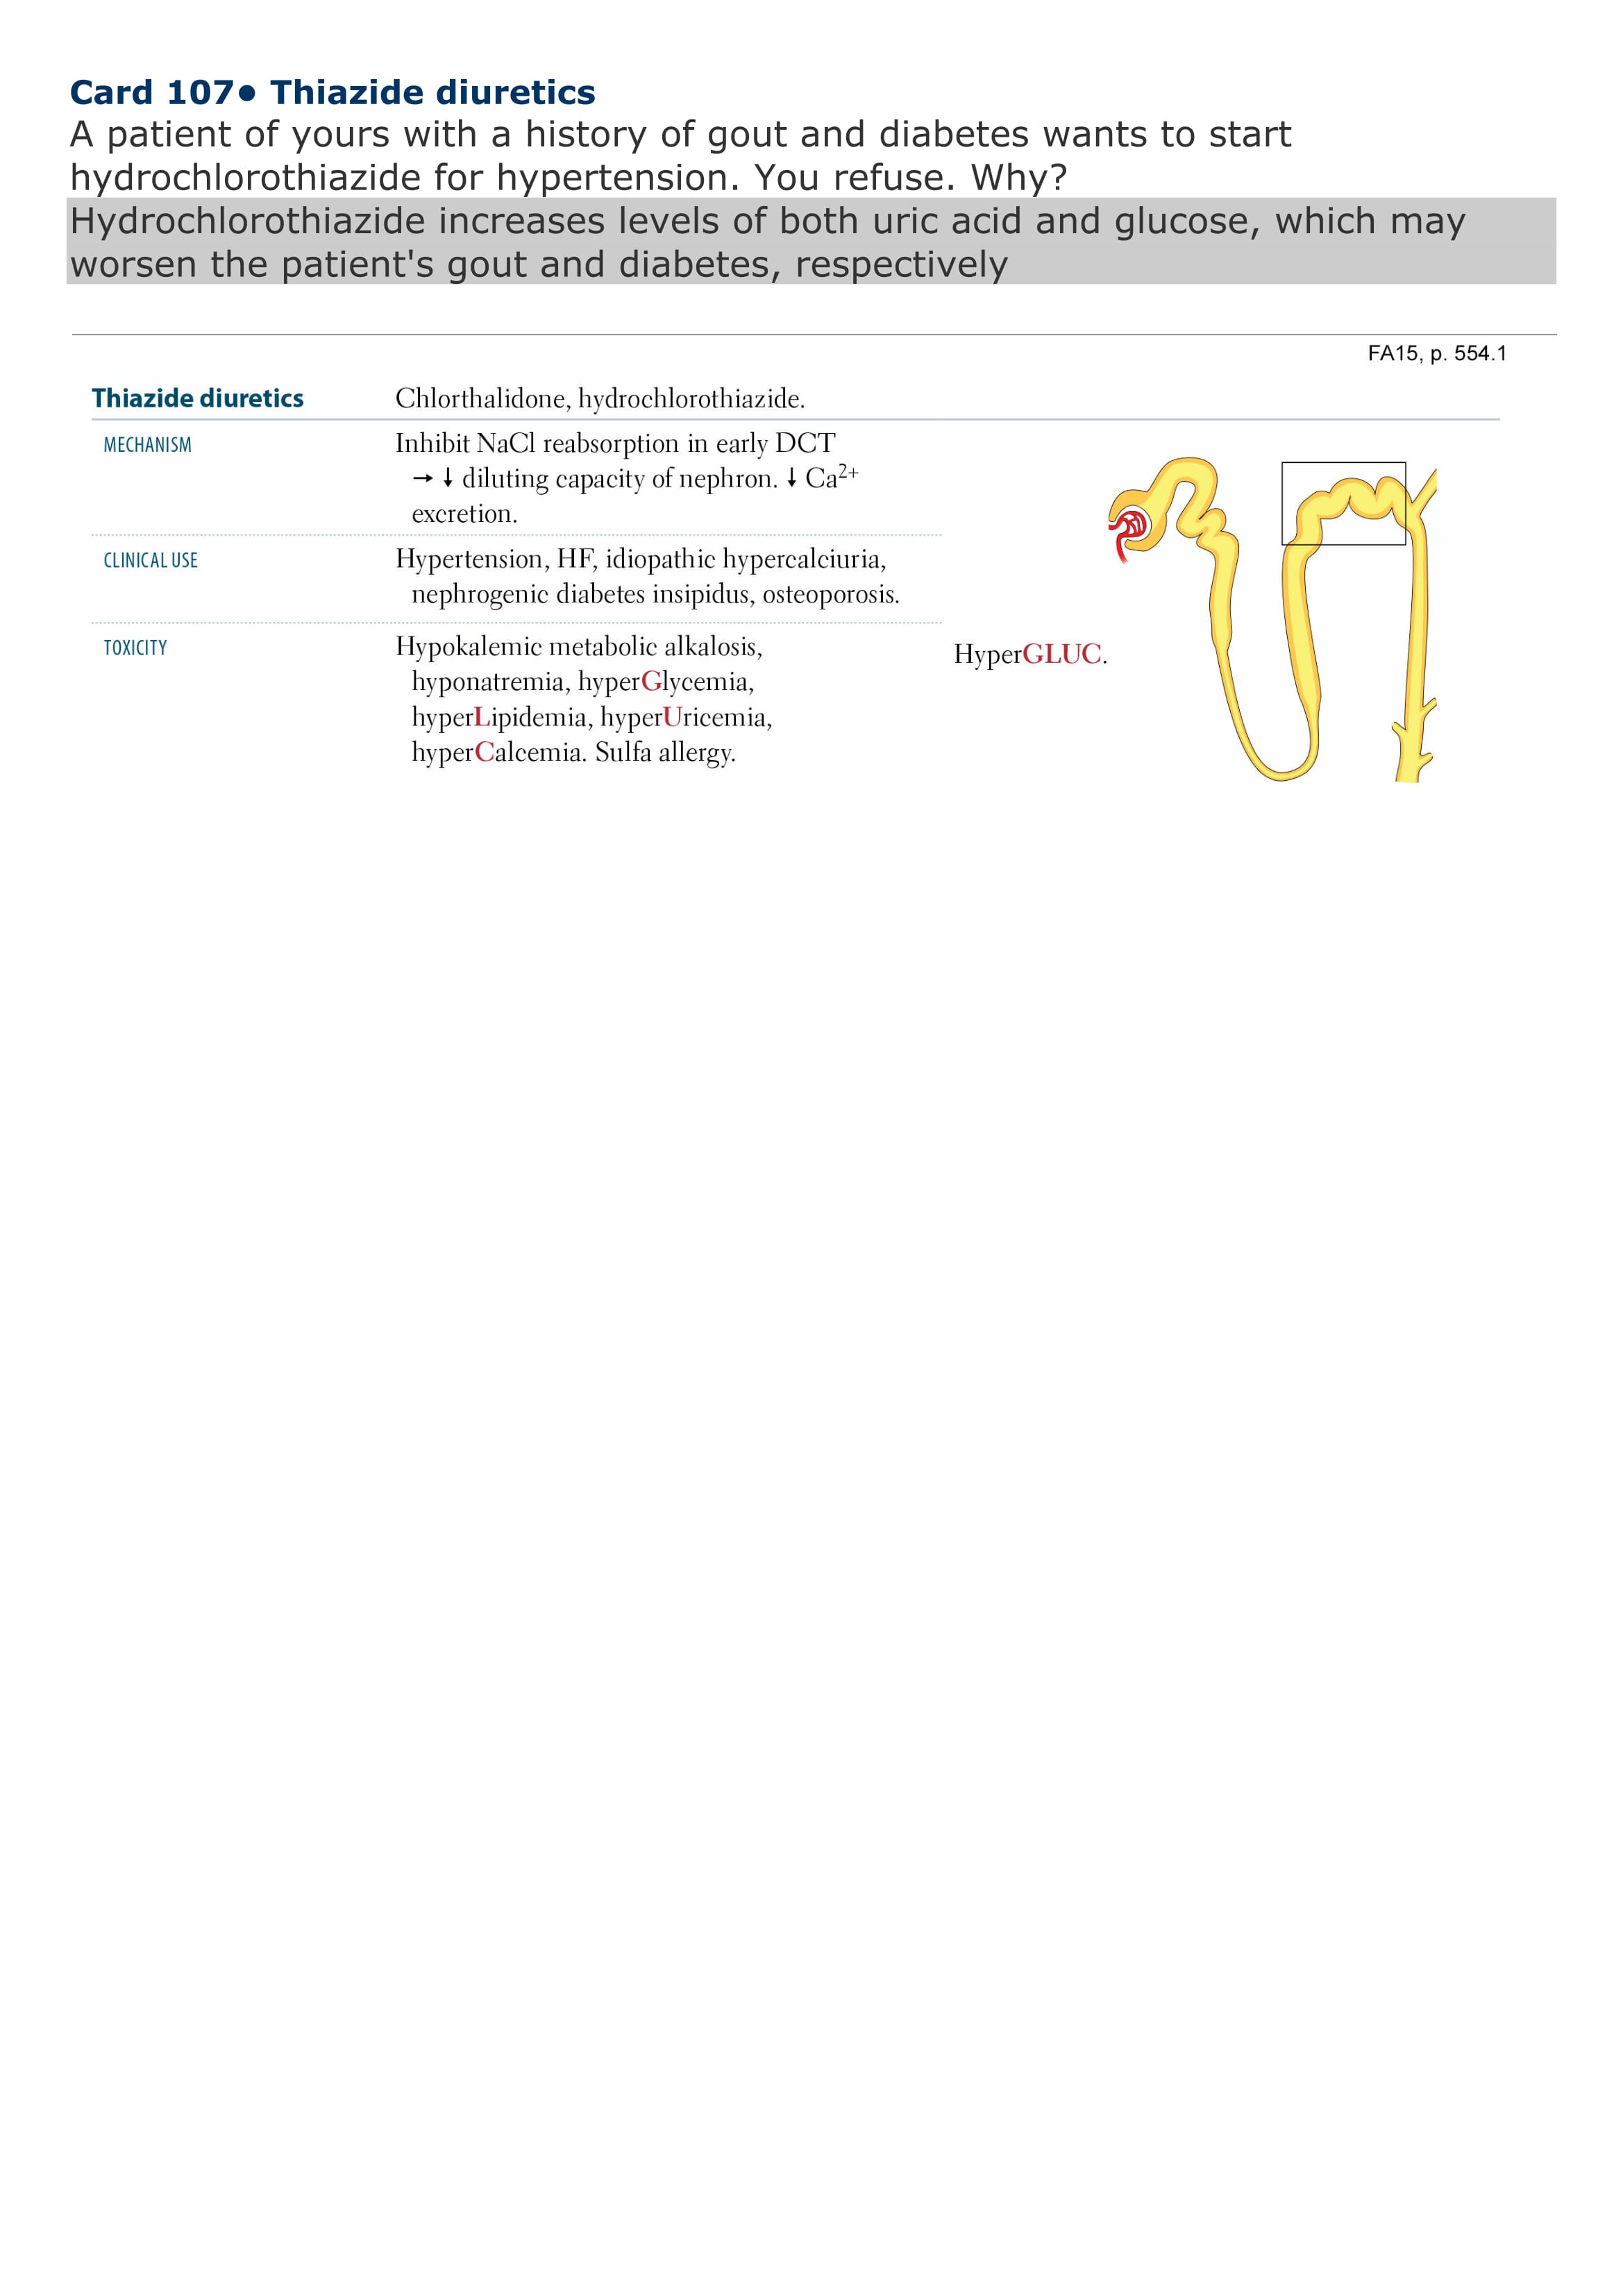 Card 107• Thiazide diuretics
A patient of yours with a history of gout and diabetes wants to start
hydrochlorothiazide for hypertension. You refuse. Why?
Hydrochlorothiazide increases levels of both uric acid and glucose, which may
worsen the patient's gout and diabetes, respectively
FA15, p. 554.1
Thiazide diuretics Chlorthalidone, hydrochlorothiazide.
MECHANISM Inhibit NaCl reabsorption in early DCT
→ ↓ diluting capacity of nephron. ↓ Ca2+
excretion.
CLINICAL USE Hypertension, HF, idiopathic hypercalciuria,
nephrogenic diabetes insipidus, osteoporosis.
TOXICITY Hypokalemic metabolic alkalosis,
hyponatremia, hyperGlycemia,
hyperLipidemia, hyperUricemia,
hyperCalcemia. Sulfa allergy.
HyperGLUC.